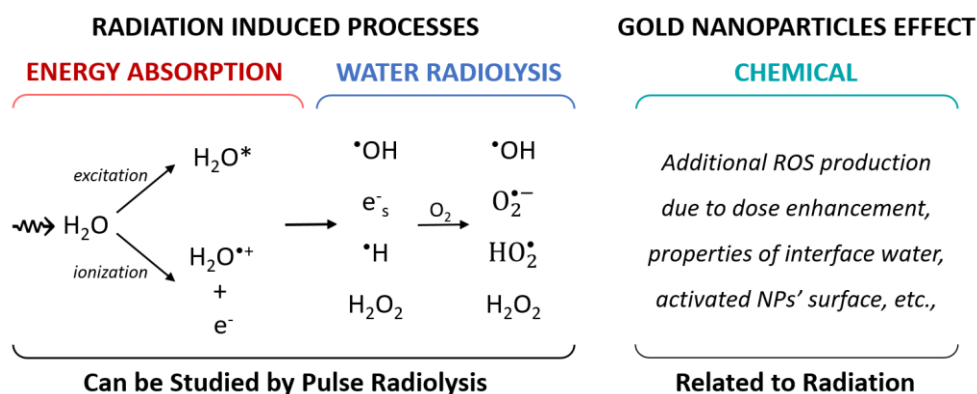 RADIATION INDUCED PROCESSES
GOLD NANOPARTICLES EFFECT
ENERGY ABSORPTION
WATER RADIOLYSIS
CHEMICAL
excitation
H₂O*
H₂O
ionization
H₂O•⁺
+
e⁻
•OH
e⁻ₛ
•H
H₂O₂
O₂
•OH
O₂•⁻
HO₂•
H₂O₂
Additional ROS production
due to dose enhancement,
properties of interface water,
activated NPs' surface, etc.,
Can be Studied by Pulse Radiolysis
Related to Radiation